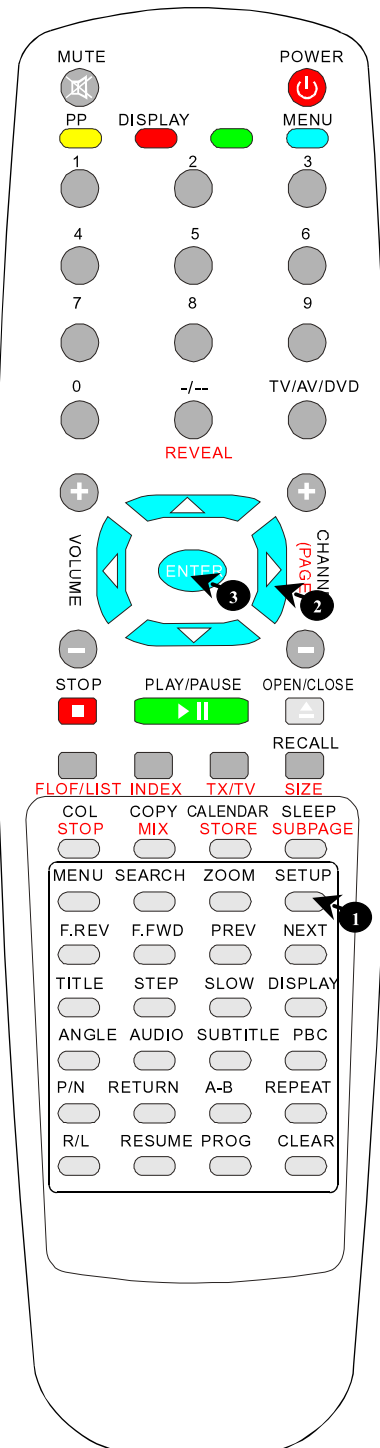 MUTE POWER
PP DISPLAY MENU
1 2 3
4 5 6
7 8 9
0 -/-- TV/AV/DVD
REVEAL
VOLUME
ENTER
3
2
STOP PLAY/PAUSE OPEN/CLOSE
RECALL
FLOF/LIST INDEX TX/TV SIZE
COL COPY CALENDAR SLEEP
STOP MIX STORE SUBPAGE
MENU SEARCH ZOOM SETUP
1
F.REV F.FWD PREV NEXT
TITLE STEP SLOW DISPLAY
ANGLE AUDIO SUBTITLE PBC
P/N RETURN A-B REPEAT
R/L RESUME PROG CLEAR